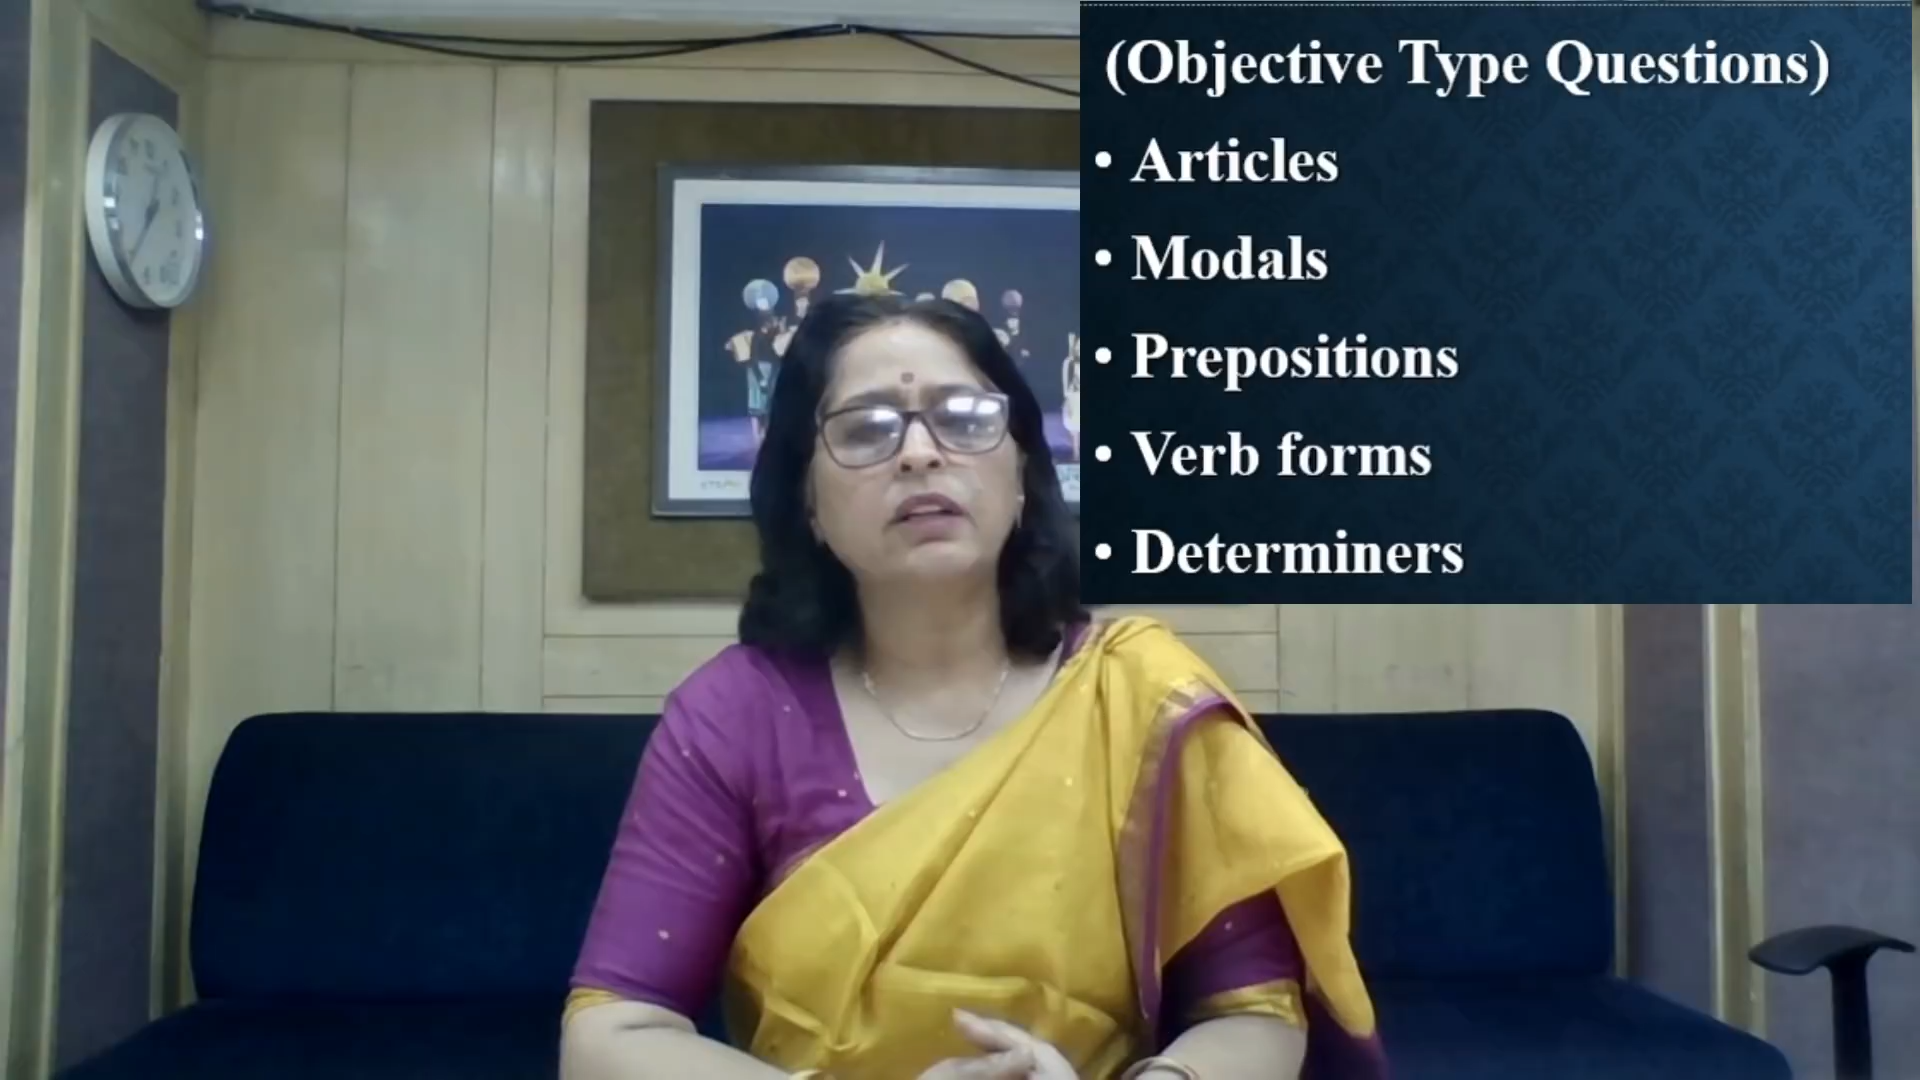 (Objective Type Questions)
• Articles
• Modals
• Prepositions
• Verb forms
• Determiners